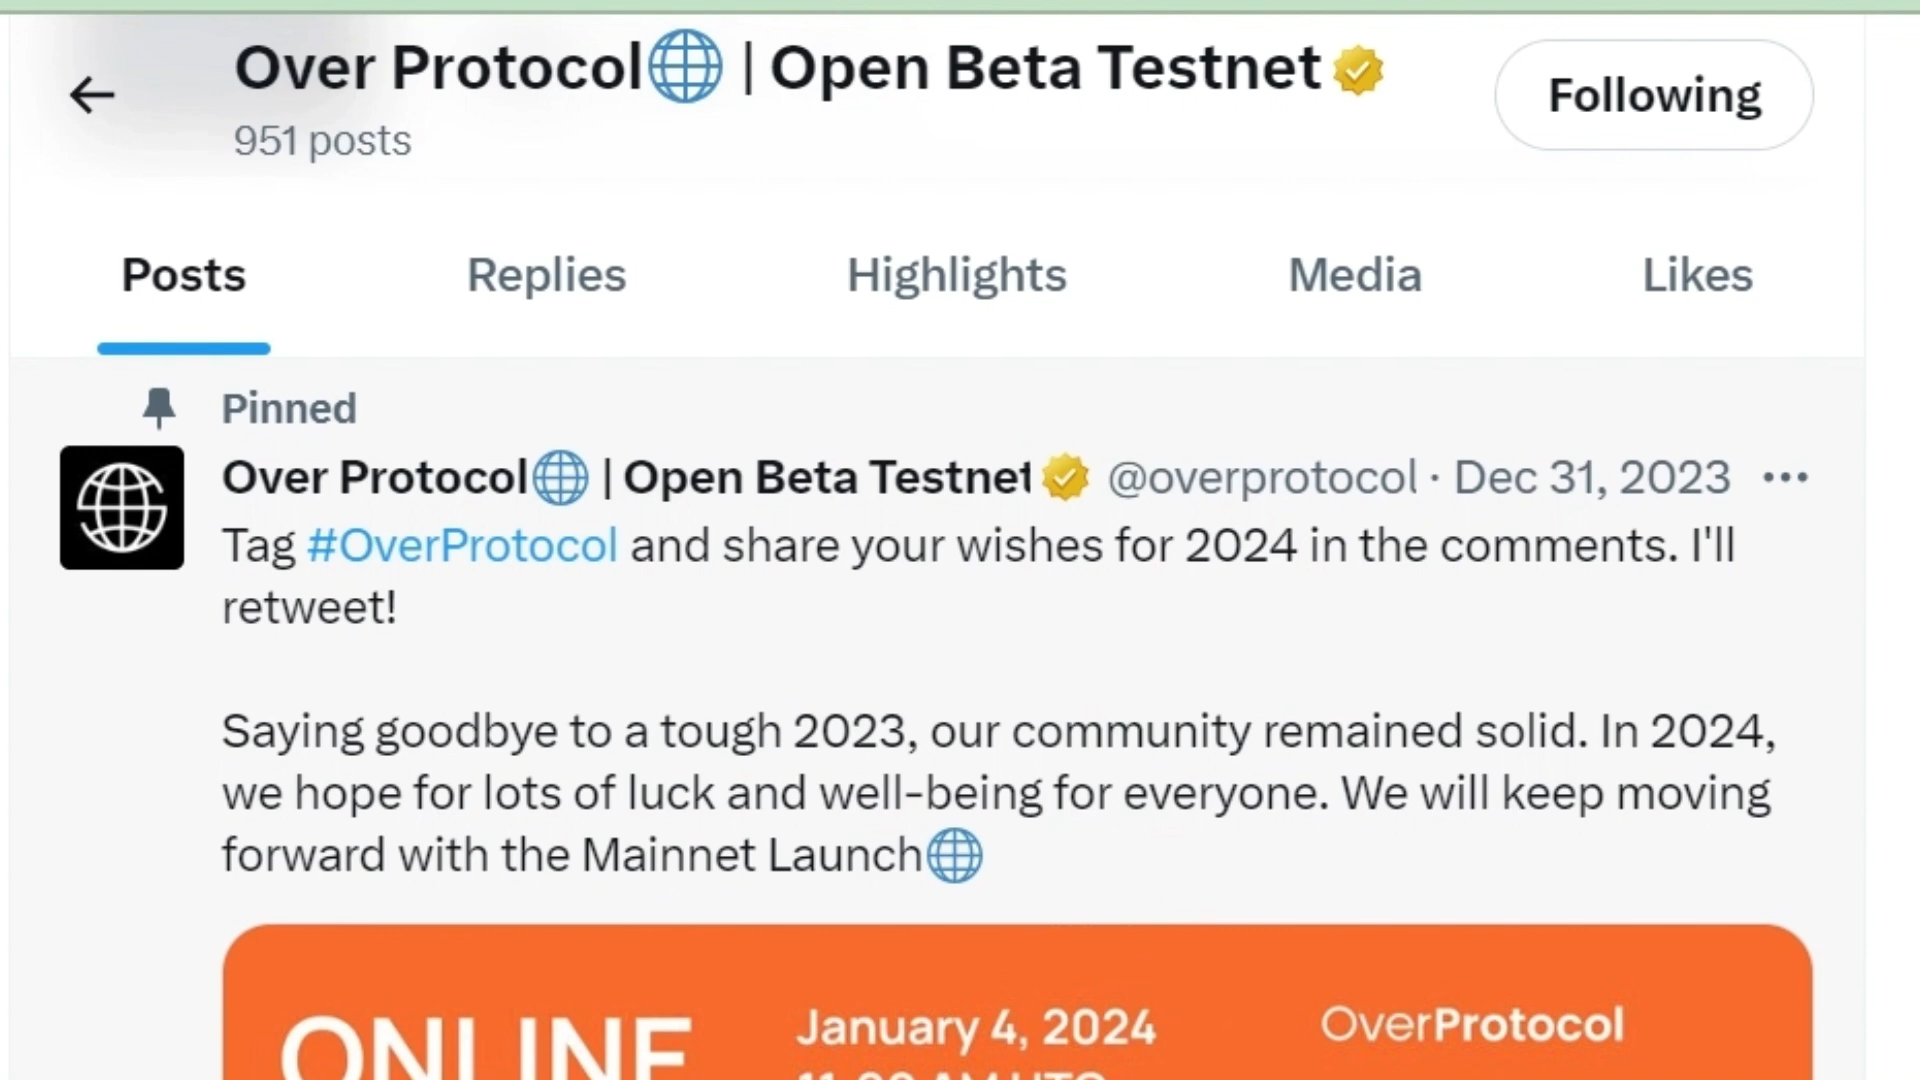 Over Protocol🌐 | Open Beta Testnet
951 posts
Following
Posts
Replies
Highlights
Media
Likes
Pinned
Over Protocol🌐 | Open Beta Testnet @overprotocol · Dec 31, 2023
Tag #OverProtocol and share your wishes for 2024 in the comments. I'll
retweet!
Saying goodbye to a tough 2023, our community remained solid. In 2024,
we hope for lots of luck and well-being for everyone. We will keep moving
forward with the Mainnet Launch🌐
ONLINE
January 4, 2024
OverProtocol